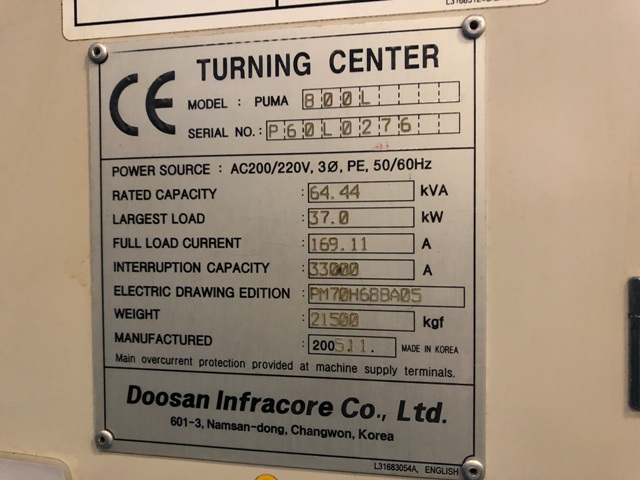 TURNING CENTER
CE
MODEL : PUMA 800L
SERIAL NO. : P60L0276
POWER SOURCE : AC200/220V, 3Ø, PE, 50/60Hz
RATED CAPACITY : 64.44 kVA
LARGEST LOAD : 37.0 kW
FULL LOAD CURRENT : 169.11 A
INTERRUPTION CAPACITY : 33000 A
ELECTRIC DRAWING EDITION : PM70H68BA05
WEIGHT : 21500 kgf
MANUFACTURED : 2005.11. MADE IN KOREA
Main overcurrent protection provided at machine supply terminals.
Doosan Infracore Co., Ltd.
601-3, Namsan-dong, Changwon, Korea
L31683054A, ENGLISH